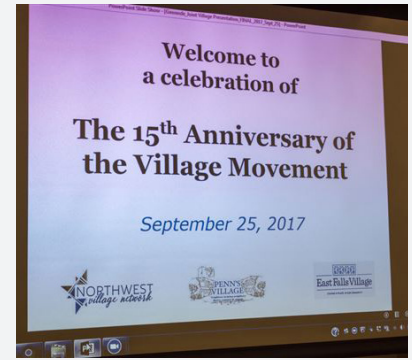 Welcome to
a celebration of
The 15th Anniversary of
the Village Movement
September 25, 2017
NORTHWEST
village network
PENN'S
VILLAGE
East Falls Village